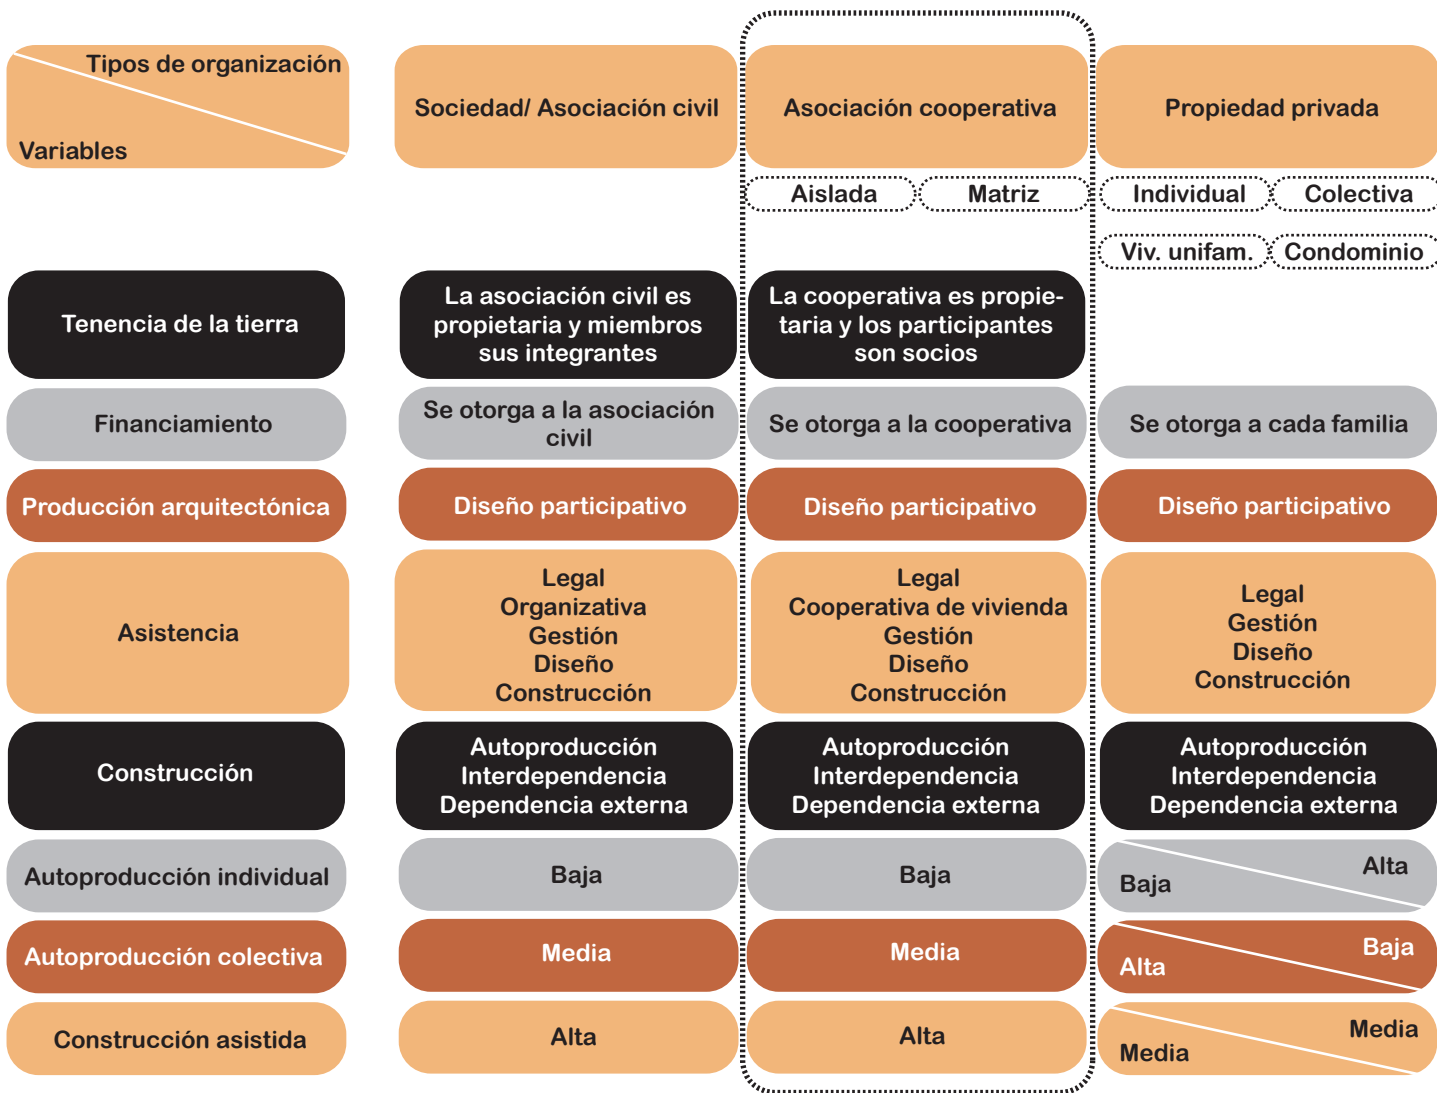 Tipos de organización
Variables
Sociedad/ Asociación civil
Asociación cooperativa
Propiedad privada
Aislada
Matriz
Individual
Colectiva
Viv. unifam.
Condominio
Tenencia de la tierra
La asociación civil es
propietaria y miembros
sus integrantes
La cooperativa es propie-
taria y los participantes
son socios
Financiamiento
Se otorga a la asociación
civil
Se otorga a la cooperativa
Se otorga a cada familia
Producción arquitectónica
Diseño participativo
Diseño participativo
Diseño participativo
Asistencia
Legal
Organizativa
Gestión
Diseño
Construcción
Legal
Cooperativa de vivienda
Gestión
Diseño
Construcción
Legal
Gestión
Diseño
Construcción
Construcción
Autoproducción
Interdependencia
Dependencia externa
Autoproducción
Interdependencia
Dependencia externa
Autoproducción
Interdependencia
Dependencia externa
Autoproducción individual
Baja
Baja
Baja
Alta
Autoproducción colectiva
Media
Media
Alta
Baja
Construcción asistida
Alta
Alta
Media
Media